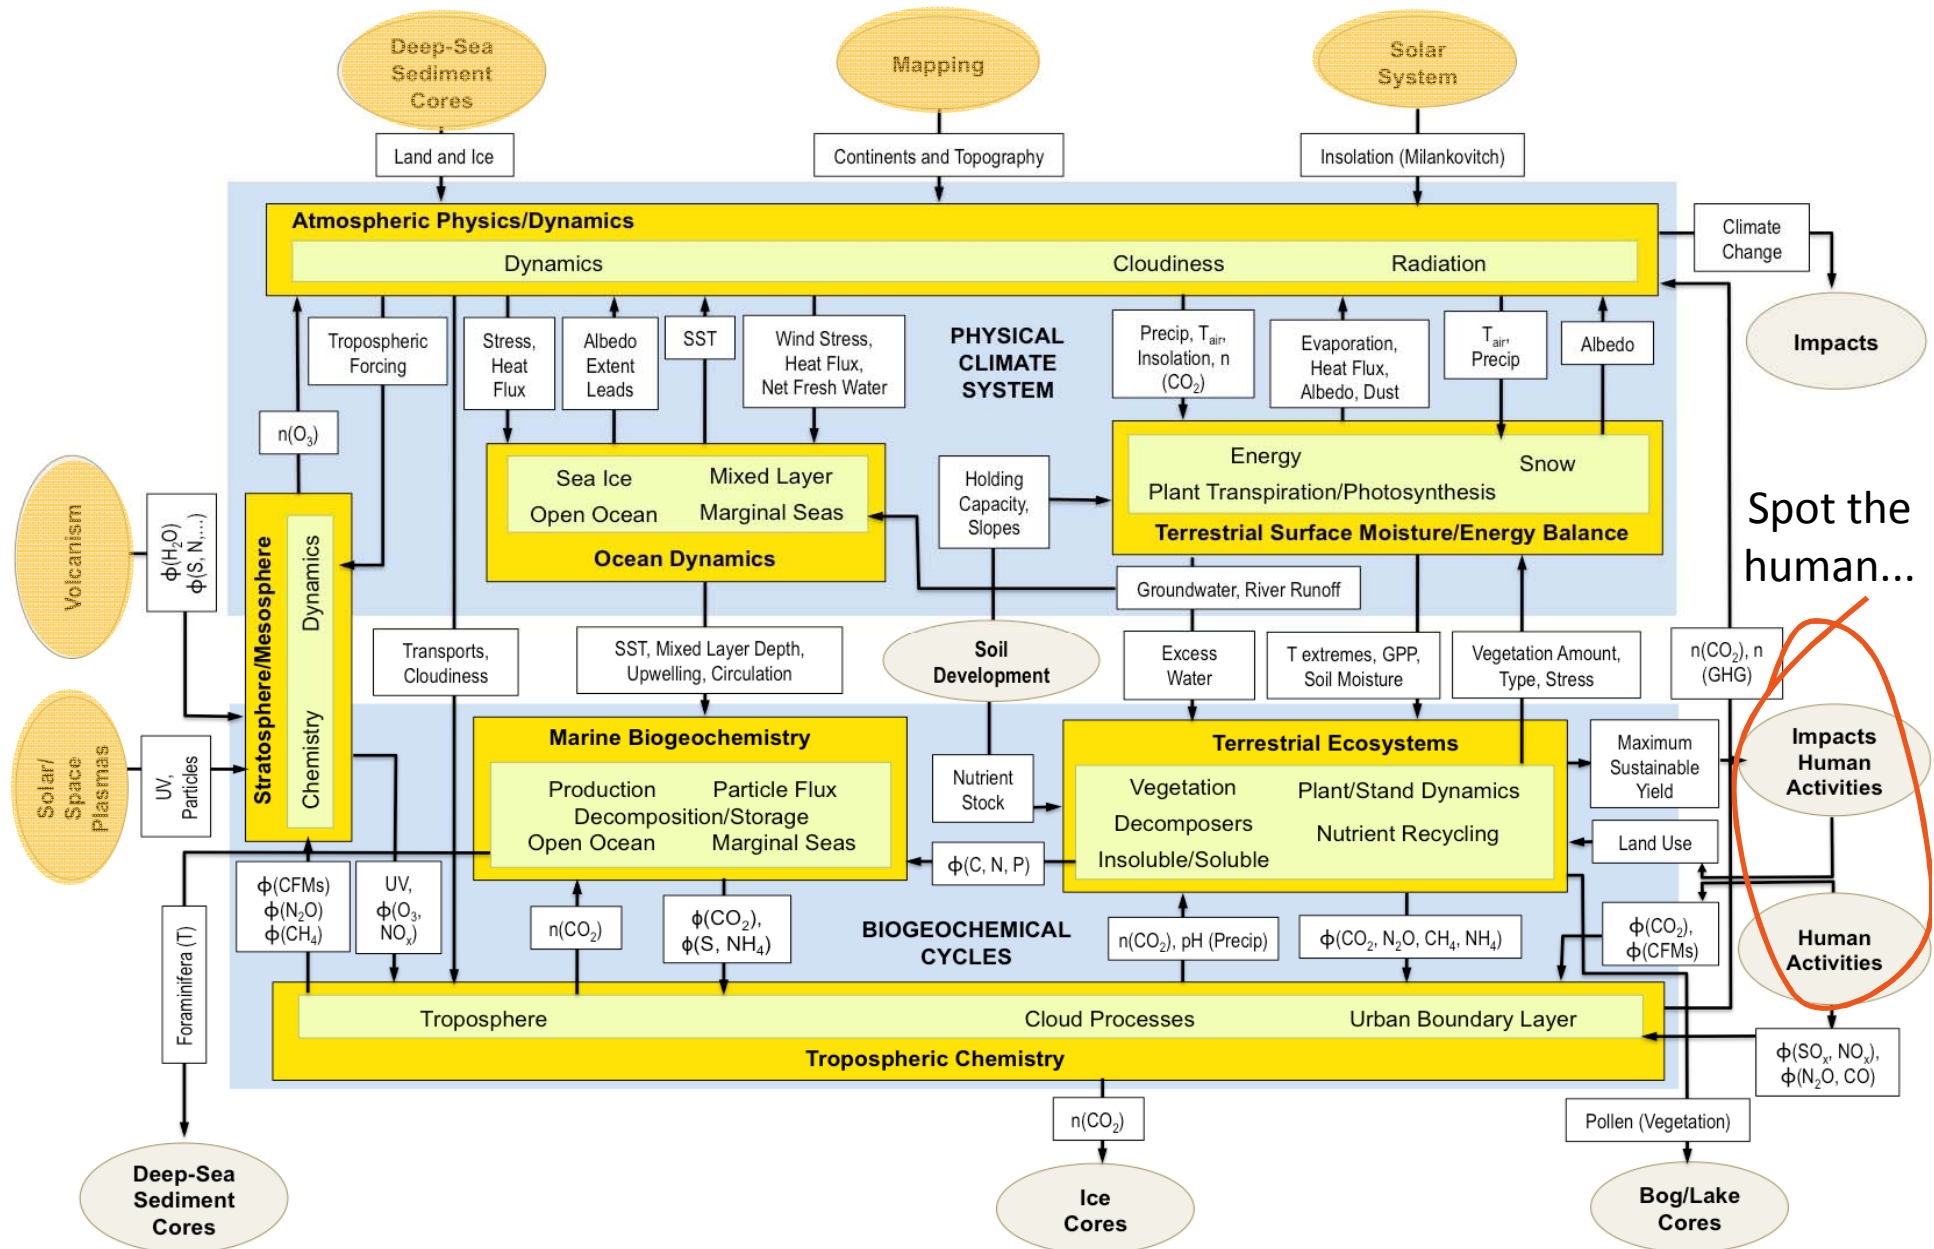 Deep-Sea
Sediment
Cores
Mapping
Solar
System
Land and Ice
Continents and Topography
Insolation (Milankovitch)
Atmospheric Physics/Dynamics
Dynamics
Cloudiness
Radiation
Climate
Change
Impacts
Tropospheric
Forcing
Stress,
Heat
Flux
Albedo
Extent
Leads
SST
Wind Stress,
Heat Flux,
Net Fresh Water
PHYSICAL
CLIMATE
SYSTEM
Precip, Tair,
Insolation, n
(CO₂)
Evaporation,
Heat Flux,
Albedo, Dust
Tair,
Precip
Albedo
n(O₃)
Sea Ice
Mixed Layer
Open Ocean
Marginal Seas
Ocean Dynamics
Holding
Capacity,
Slopes
Energy
Snow
Plant Transpiration/Photosynthesis
Terrestrial Surface Moisture/Energy Balance
Spot the
human...
Volcanism
ϕ(H₂O)
ϕ(S, N,...)
Stratosphere/Mesosphere
Dynamics
Chemistry
Groundwater, River Runoff
Transports,
Cloudiness
SST, Mixed Layer Depth,
Upwelling, Circulation
Soil
Development
Excess
Water
T extremes, GPP,
Soil Moisture
Vegetation Amount,
Type, Stress
n(CO₂), n
(GHG)
Solar/
Space
Plasmas
UV,
Particles
Marine Biogeochemistry
Production
Particle Flux
Decomposition/Storage
Open Ocean
Marginal Seas
Nutrient
Stock
Terrestrial Ecosystems
Vegetation
Plant/Stand Dynamics
Decomposers
Nutrient Recycling
Insoluble/Soluble
Maximum
Sustainable
Yield
Impacts
Human
Activities
Land Use
ϕ(C, N, P)
ϕ(CFMs)
ϕ(N₂O)
ϕ(CH₄)
UV,
ϕ(O₃,
NOₓ)
n(CO₂)
ϕ(CO₂),
ϕ(S, NH₄)
BIOGEOCHEMICAL
CYCLES
n(CO₂), pH (Precip)
ϕ(CO₂, N₂O, CH₄, NH₄)
ϕ(CO₂),
ϕ(CFMs)
Human
Activities
Foraminifera (T)
Troposphere
Cloud Processes
Urban Boundary Layer
Tropospheric Chemistry
ϕ(SOₓ, NOₓ),
ϕ(N₂O, CO)
n(CO₂)
Pollen (Vegetation)
Deep-Sea
Sediment
Cores
Ice
Cores
Bog/Lake
Cores